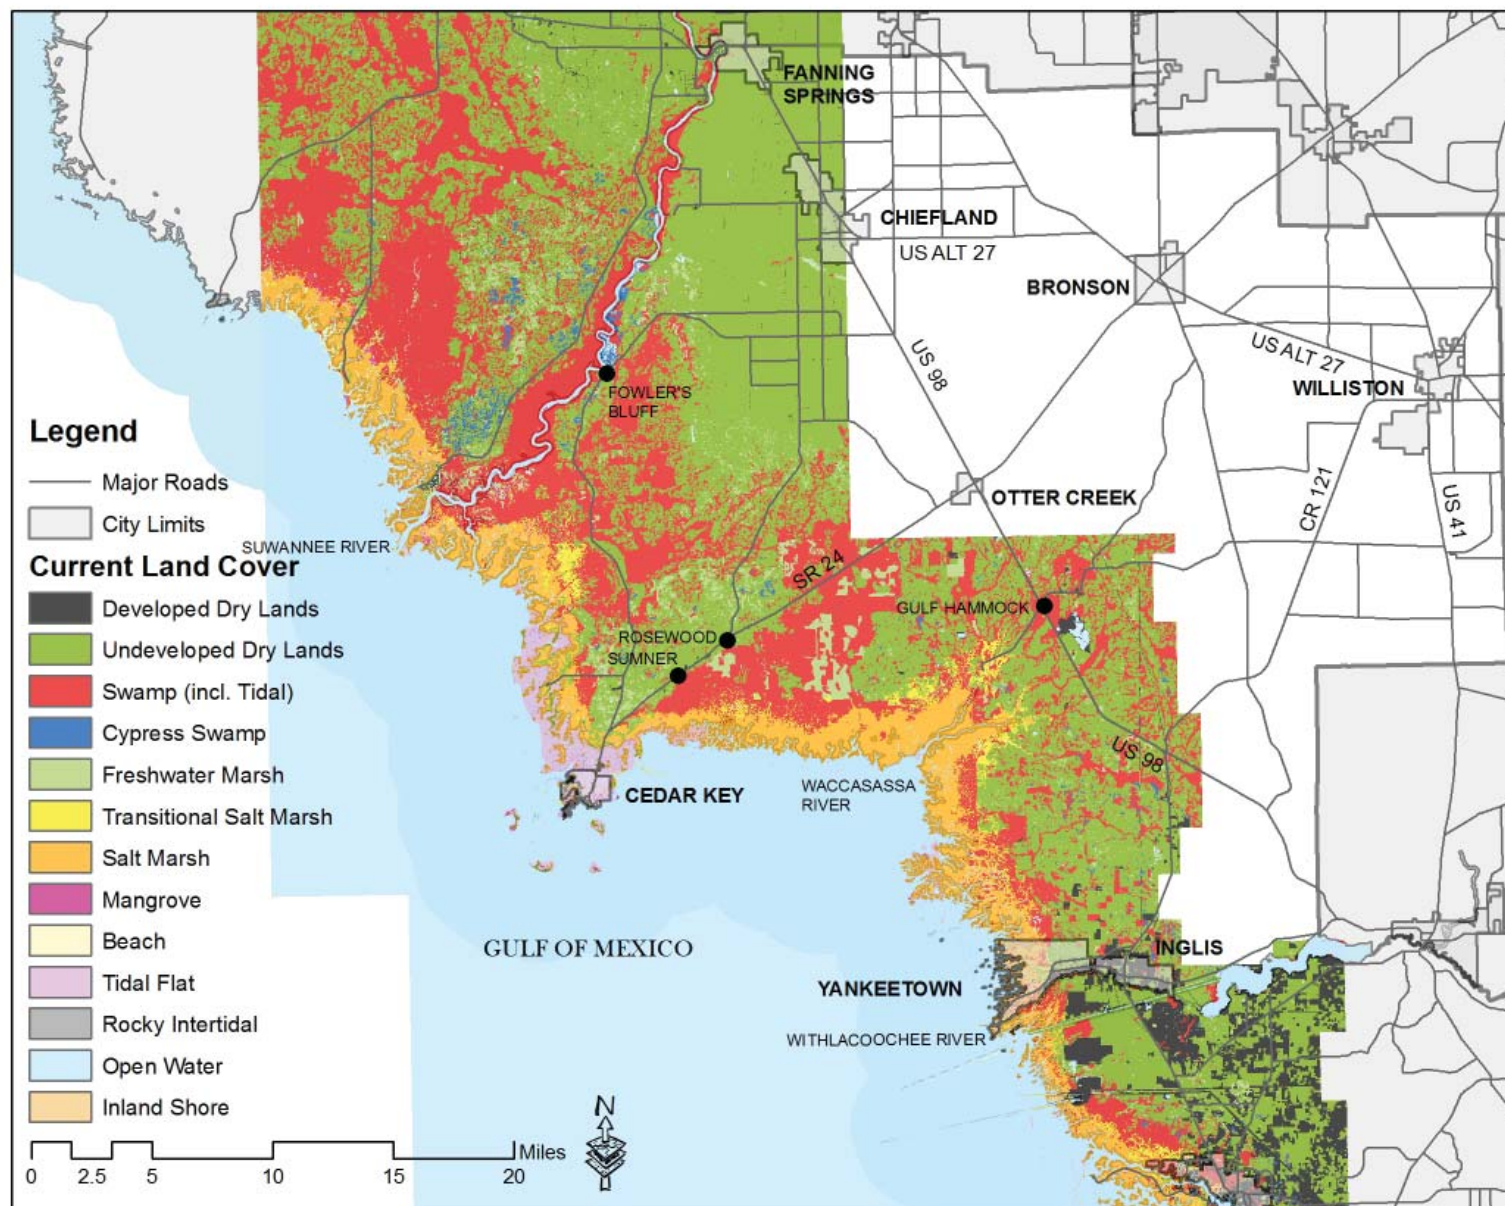 FANNING
SPRINGS
CHIEFLAND
US ALT 27
BRONSON
US 98
US ALT 27
WILLISTON
FOWLER'S
BLUFF
Legend
Major Roads
City Limits
OTTER CREEK
CR 121
US 41
SUWANNEE RIVER
Current Land Cover
SR 24
Developed Dry Lands
GULF HAMMOCK
ROSEWOOD
SUMNER
Undeveloped Dry Lands
Swamp (incl. Tidal)
Cypress Swamp
US 98
Freshwater Marsh
WACCASASSA
RIVER
CEDAR KEY
Transitional Salt Marsh
Salt Marsh
Mangrove
Beach
GULF OF MEXICO
INGLIS
Tidal Flat
YANKEETOWN
Rocky Intertidal
WITHLACOOCHEE RIVER
Open Water
Inland Shore
N
Miles
0 2.5 5 10 15 20